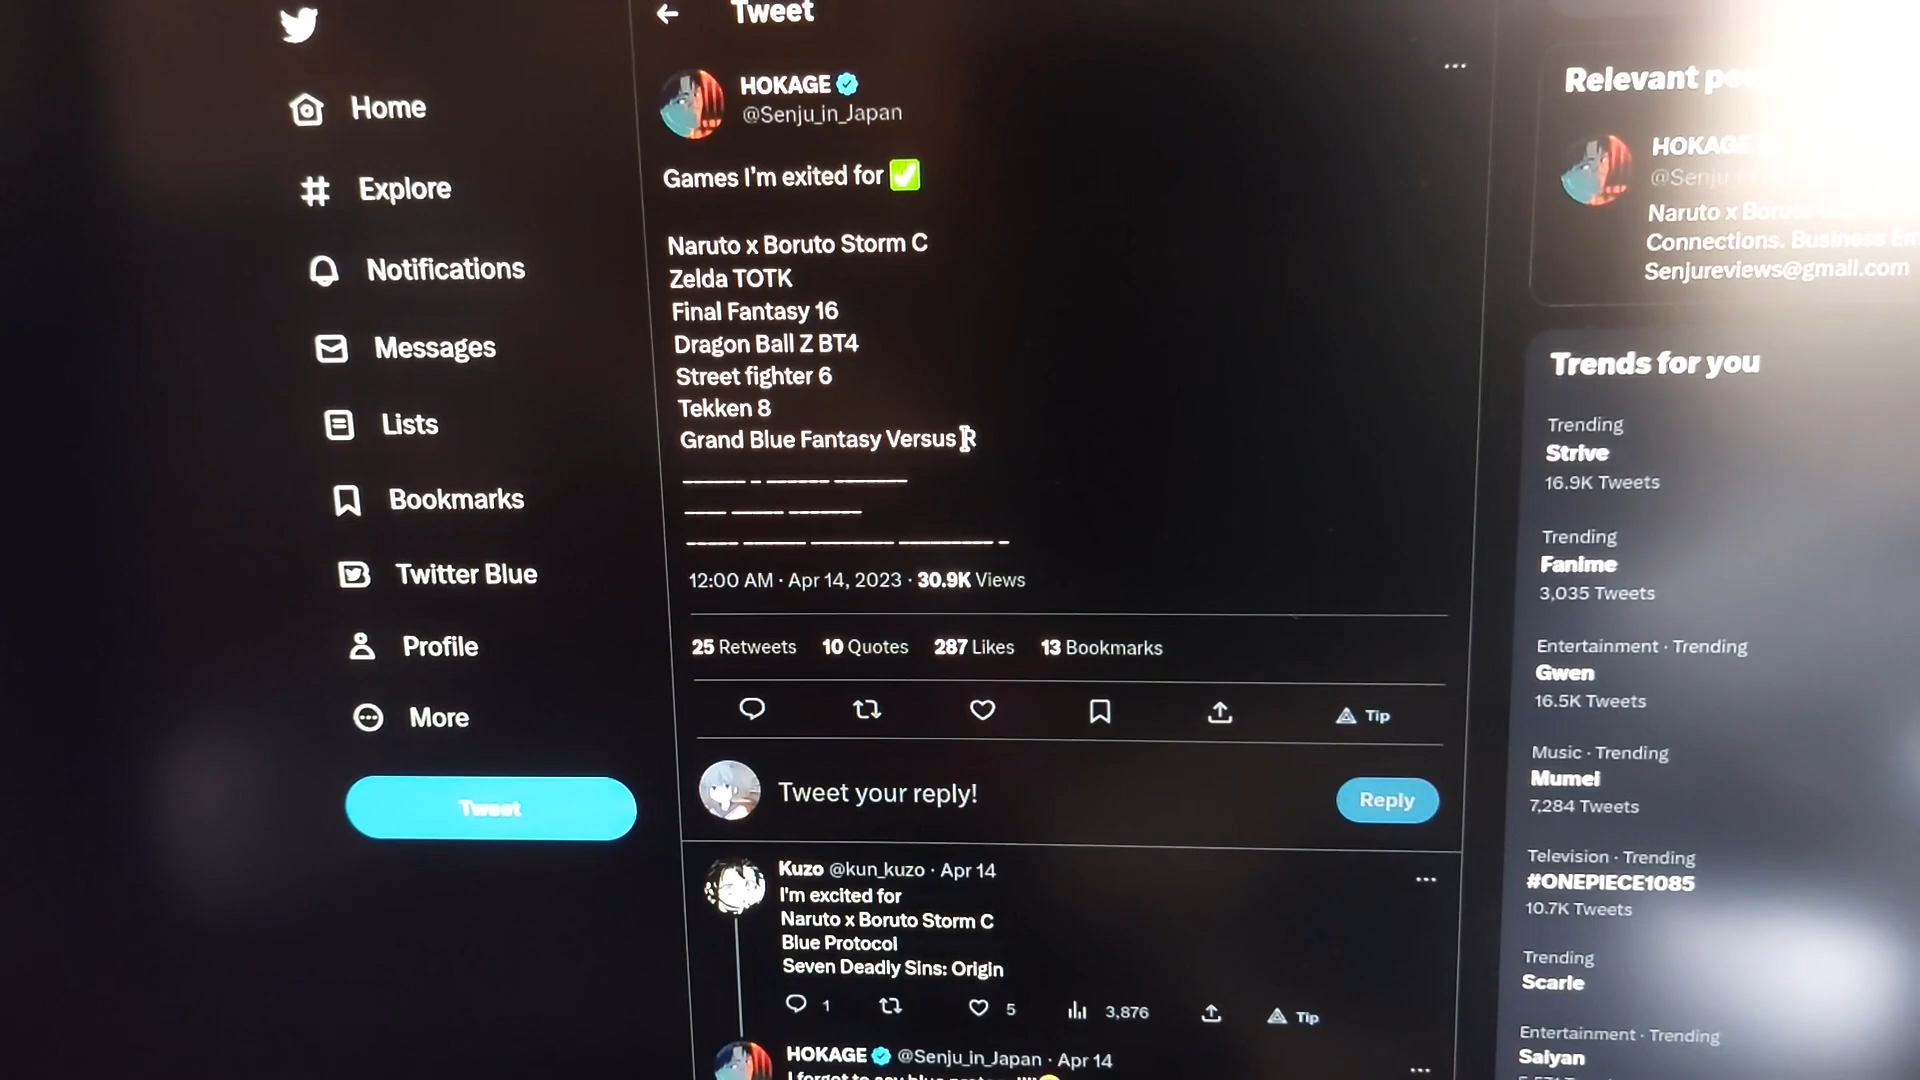 Tweet
HOKAGE
@Senju_in_Japan
Games I'm exited for ✅
Naruto x Boruto Storm C
Zelda TOTK
Final Fantasy 16
Dragon Ball Z BT4
Street fighter 6
Tekken 8
Grand Blue Fantasy Versus R
12:00 AM · Apr 14, 2023 · 30.9K Views
25 Retweets 10 Quotes 287 Likes 13 Bookmarks
Tip
Tweet your reply!
Reply
Kuzo @kun_kuzo · Apr 14
I'm excited for
Naruto x Boruto Storm C
Blue Protocol
Seven Deadly Sins: Origin
1 5 3,876 Tip
HOKAGE @Senju_in_Japan · Apr 14
Home
Explore
Notifications
Messages
Lists
Bookmarks
Twitter Blue
Profile
More
Tweet
Relevant
HOKAGE
@Senju
Naruto x Boruto
Connections. Business
Senjureviews@gmail.com
Trends for you
Trending
Strive
16.9K Tweets
Trending
Fanime
3,035 Tweets
Entertainment · Trending
Gwen
16.5K Tweets
Music · Trending
Mumei
7,284 Tweets
Television · Trending
#ONEPIECE1085
10.7K Tweets
Trending
Scarle
Entertainment · Trending
Saiyan